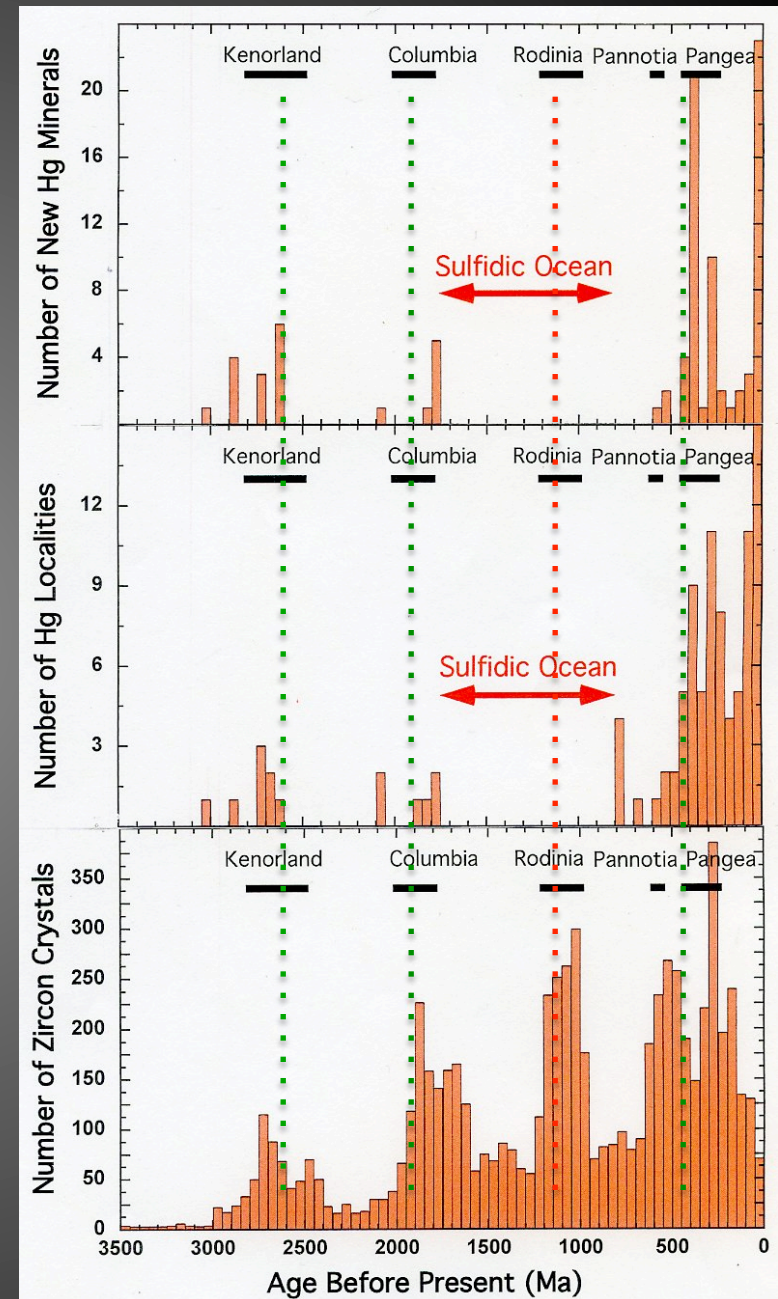 Number of New Hg Minerals
20
16
12
8
4
Kenorland Columbia Rodinia Pannotia Pangea
Sulfidic Ocean
Number of Hg Localities
12
9
6
3
Kenorland Columbia Rodinia Pannotia Pangea
Sulfidic Ocean
Number of Zircon Crystals
350
300
250
200
150
100
50
0
Kenorland Columbia Rodinia Pannotia Pangea
3500 3000 2500 2000 1500 1000 500 0
Age Before Present (Ma)